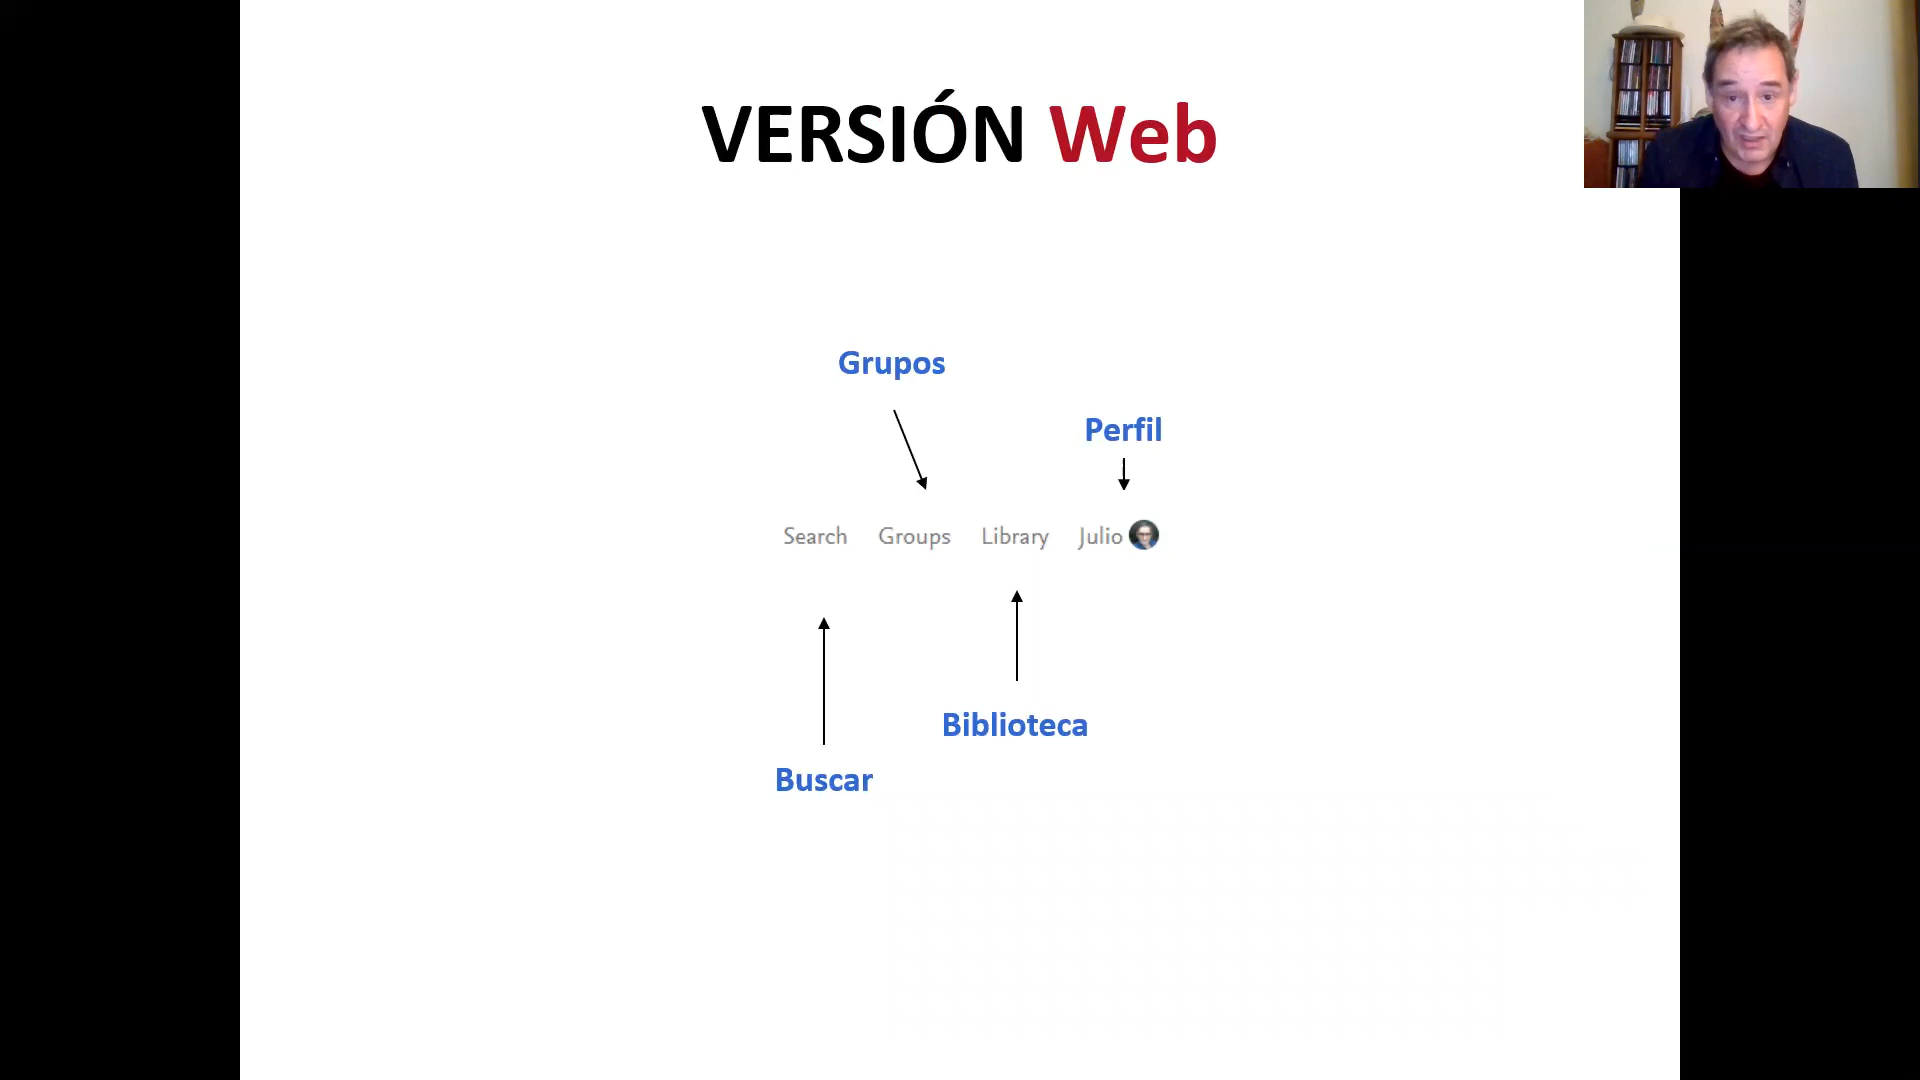 VERSIÓN Web
Grupos
Perfil
Search Groups Library Julio
Biblioteca
Buscar